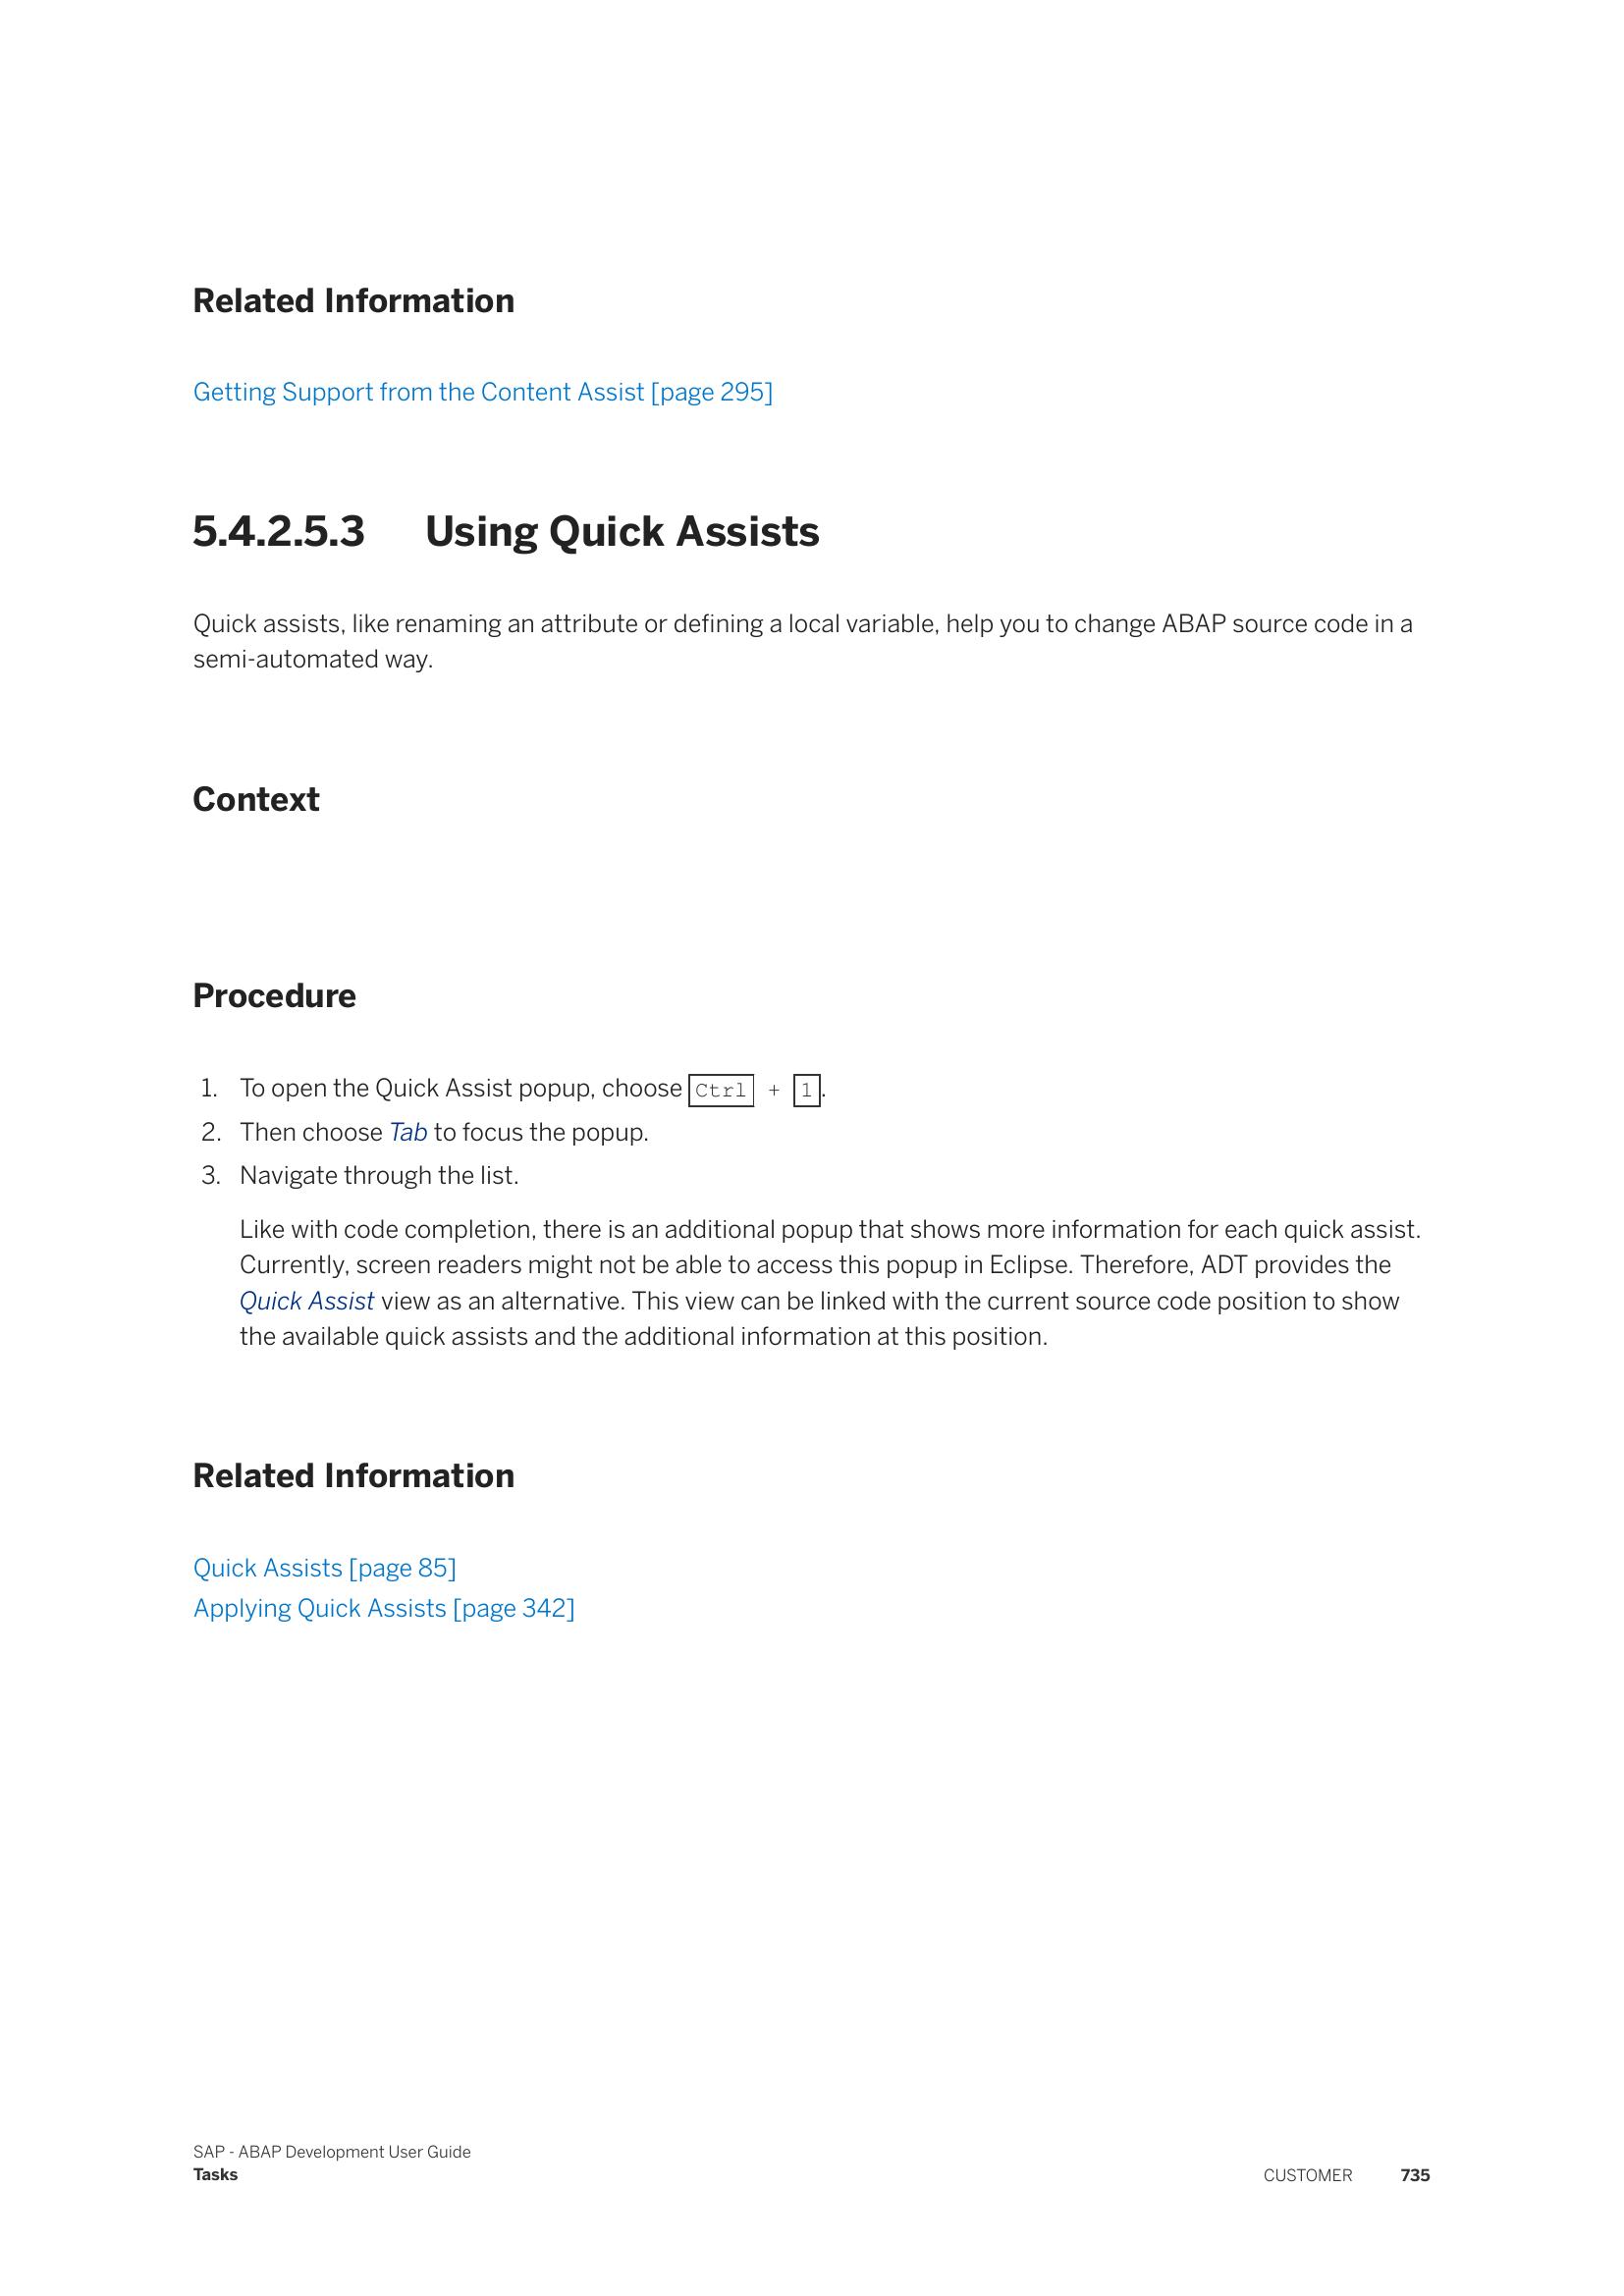 Related Information
Getting Support from the Content Assist [page 295]
5.4.2.5.3 Using Quick Assists
Quick assists, like renaming an attribute or defining a local variable, help you to change ABAP source code in a
semi-automated way.
Context
Procedure
1. To open the Quick Assist popup, choose Ctrl + 1.
2. Then choose Tab to focus the popup.
3. Navigate through the list.
Like with code completion, there is an additional popup that shows more information for each quick assist.
Currently, screen readers might not be able to access this popup in Eclipse. Therefore, ADT provides the
Quick Assist view as an alternative. This view can be linked with the current source code position to show
the available quick assists and the additional information at this position.
Related Information
Quick Assists [page 85]
Applying Quick Assists [page 342]
SAP - ABAP Development User Guide
Tasks
CUSTOMER 735